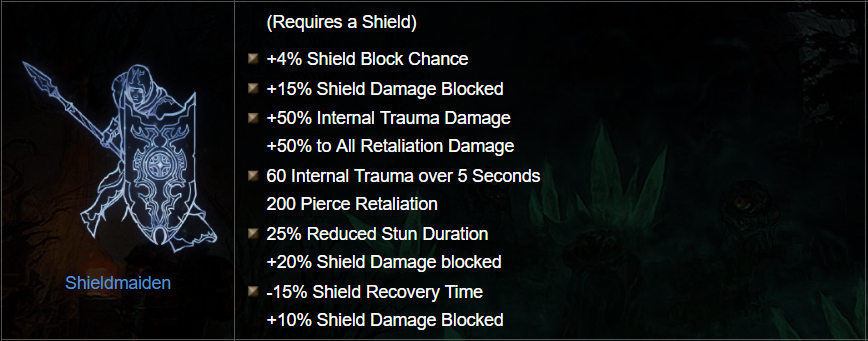 (Requires a Shield)
+4% Shield Block Chance
+15% Shield Damage Blocked
+50% Internal Trauma Damage
+50% to All Retaliation Damage
60 Internal Trauma over 5 Seconds
200 Pierce Retaliation
25% Reduced Stun Duration
+20% Shield Damage blocked
-15% Shield Recovery Time
+10% Shield Damage Blocked
Shieldmaiden